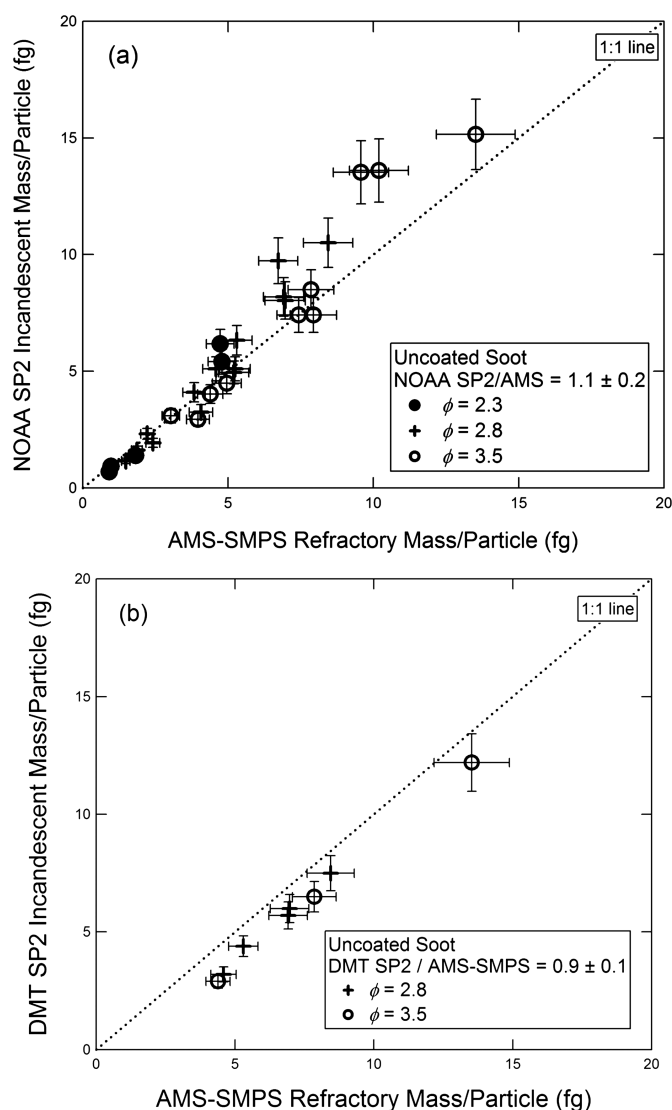 20
(a)
1:1 line
15
10
5
0
NOAA SP2 Incandescent Mass/Particle (fg)
Uncoated Soot
NOAA SP2/AMS = 1.1 ± 0.2
ϕ = 2.3
ϕ = 2.8
ϕ = 3.5
0 5 10 15 20
AMS-SMPS Refractory Mass/Particle (fg)
20
(b)
1:1 line
15
10
5
0
DMT SP2 Incandescent Mass/Particle (fg)
Uncoated Soot
DMT SP2 / AMS-SMPS = 0.9 ± 0.1
ϕ = 2.8
ϕ = 3.5
0 5 10 15 20
AMS-SMPS Refractory Mass/Particle (fg)